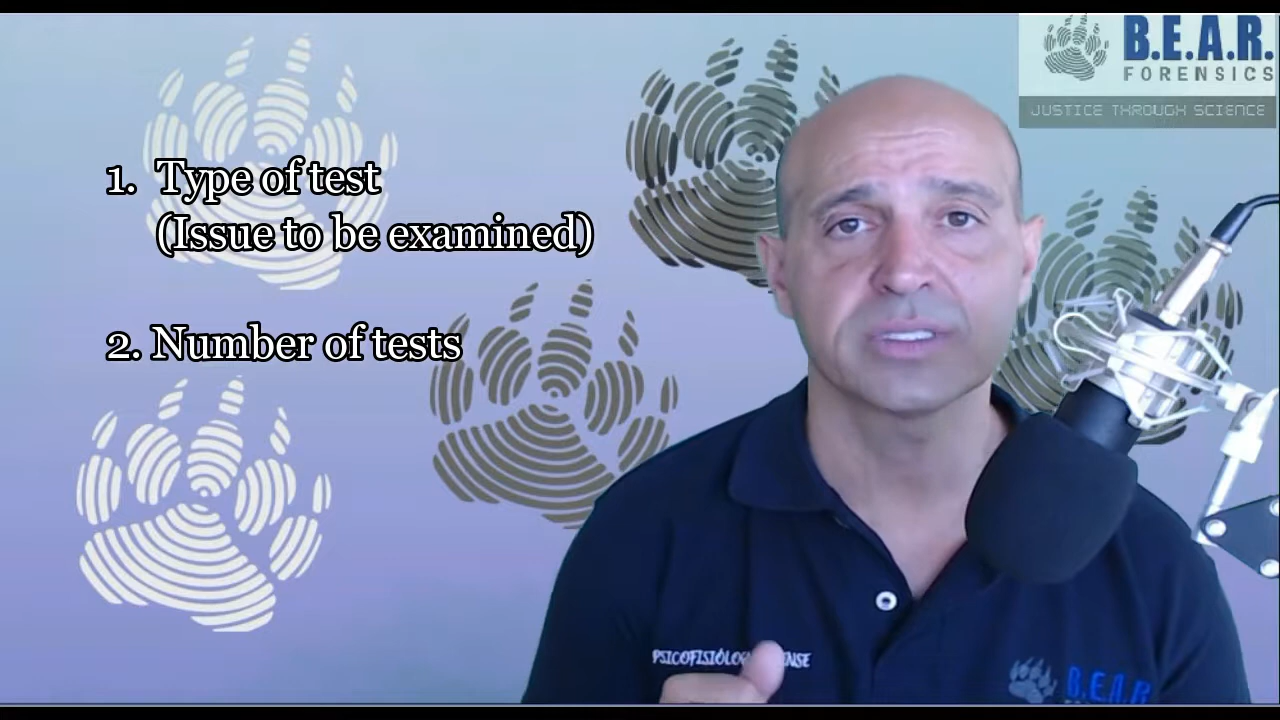 B.E.A.R.
FORENSICS
JUSTICE THROUGH SCIENCE
1. Type of test
(Issue to be examined)
2. Number of tests
B.E.A.R